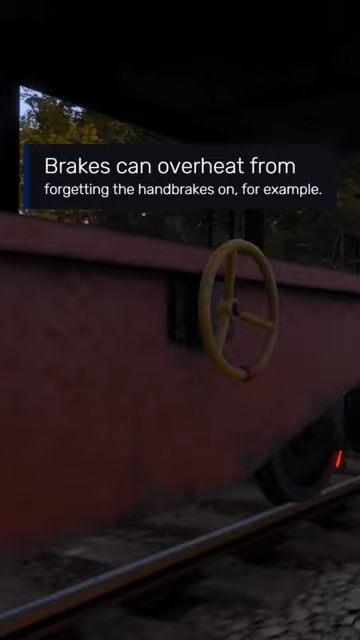 Brakes can overheat from
forgetting the handbrakes on, for example.